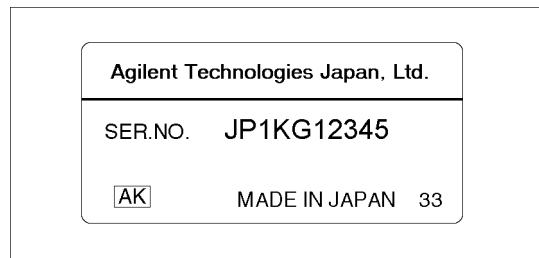 Agilent Technologies Japan, Ltd.
SER.NO. JP1KG12345
AK MADE IN JAPAN 33